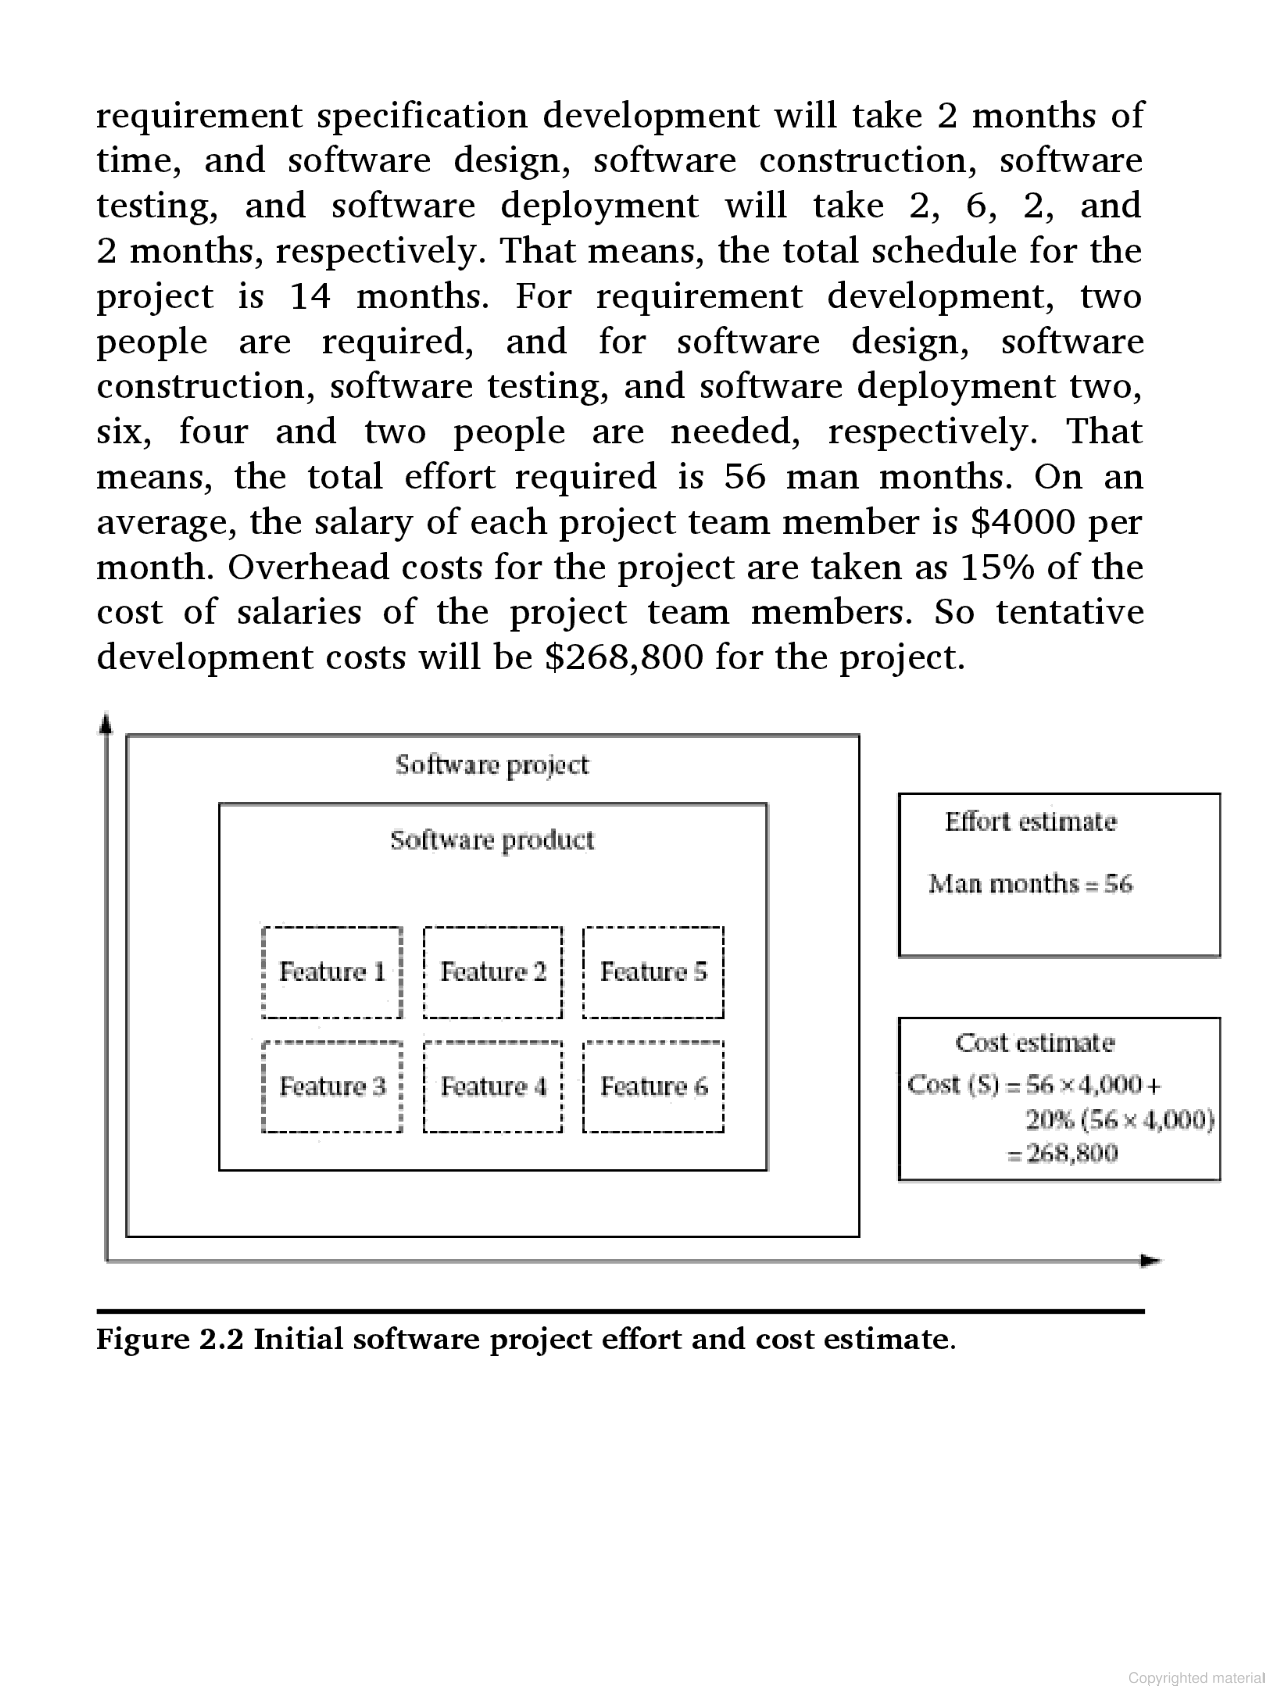 requirement specification development will take 2 months of
time, and software design, software construction, software
testing, and software deployment will take 2, 6, 2, and
2 months, respectively. That means, the total schedule for the
project is 14 months. For requirement development, two
people are required, and for software design, software
construction, software testing, and software deployment two,
six, four and two people are needed, respectively. That
means, the total effort required is 56 man months. On an
average, the salary of each project team member is $4000 per
month. Overhead costs for the project are taken as 15% of the
cost of salaries of the project team members. So tentative
development costs will be $268,800 for the project.
Software project
Software product
Feature 1
Feature 2
Feature 5
Feature 3
Feature 4
Feature 6
Effort estimate
Man months = 56
Cost estimate
Cost (S) = 56 × 4,000 +
20% (56 × 4,000)
= 268,800
Figure 2.2 Initial software project effort and cost estimate.
Copyrighted material